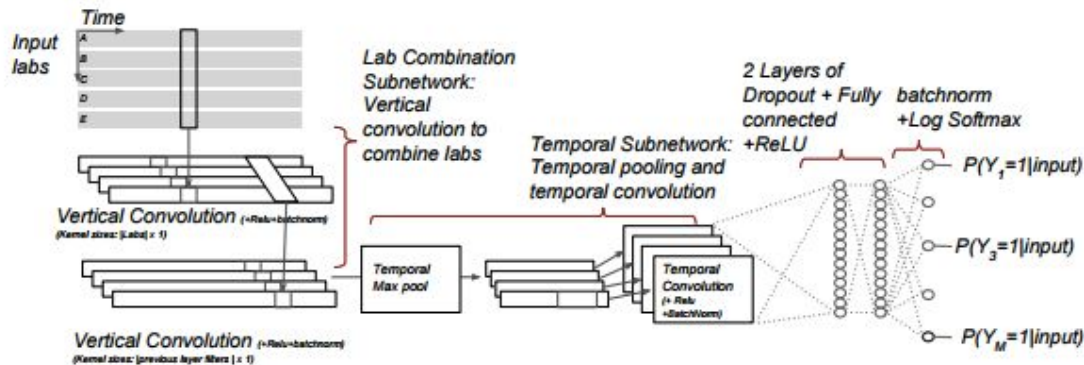 Time
Input
labs
A
B
C
D
E
Lab Combination
Subnetwork:
Vertical
convolution to
combine labs
Vertical Convolution (+Relu+batchnorm)
(Kernel sizes: |Labs| x 1)
Vertical Convolution (+Relu+batchnorm)
(Kernel sizes: |previous layer filters | x 1)
Temporal
Max pool
Temporal Subnetwork:
Temporal pooling and
temporal convolution
Temporal
Convolution
(+ Relu
+BatchNorm)
2 Layers of
Dropout + Fully
connected
+ReLU
batchnorm
+Log Softmax
P(Y1=1|input)
P(Y3=1|input)
P(YM=1|input)